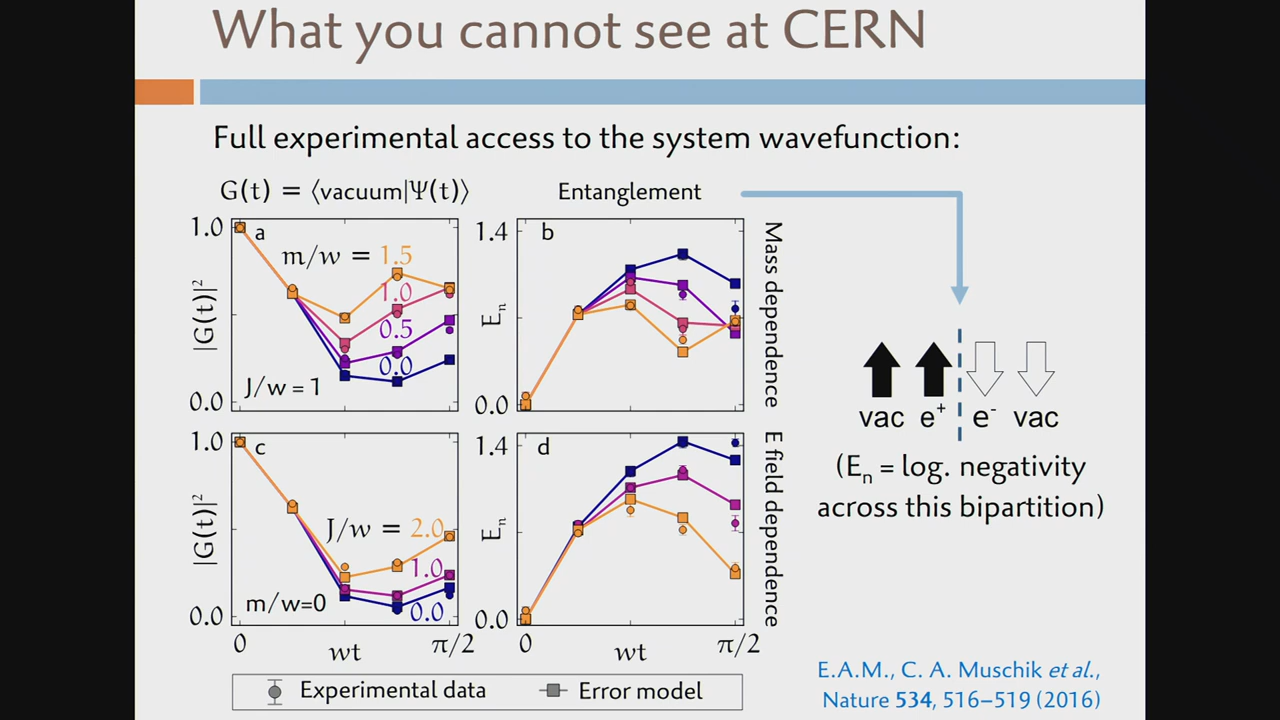 What you cannot see at CERN
Full experimental access to the system wavefunction:
G(t) = ⟨vacuum|Ψ(t)⟩
Entanglement
1.0
a
m/w = 1.5
1.0
0.5
0.0
|G(t)|²
J/w = 1
0.0
1.4
b
Eₙ
0.0
Mass dependence
1.0
c
J/w = 2.0
1.0
0.0
|G(t)|²
m/w=0
0.0
0
wt
π/2
1.4
d
Eₙ
0.0
0
wt
π/2
E field dependence
vac e⁺ e⁻ vac
(Eₙ = log. negativity
across this bipartition)
Experimental data
Error model
E.A.M., C. A. Muschik et al.,
Nature 534, 516–519 (2016)